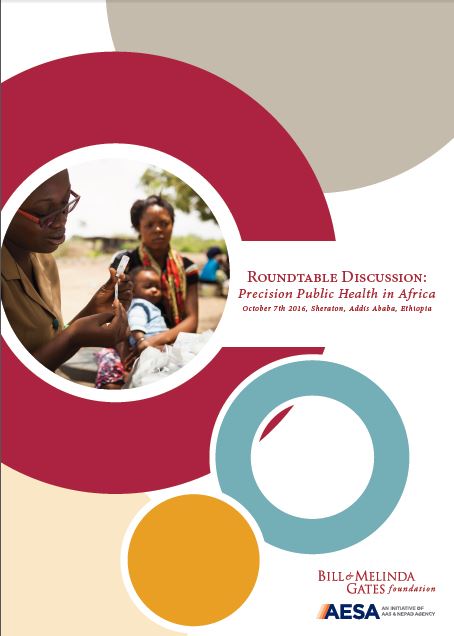 Roundtable Discussion:
Precision Public Health in Africa
October 7th 2016, Sheraton, Addis Ababa, Ethiopia
Bill & Melinda
Gates foundation
AESA AN INITIATIVE OF
AAS & NEPAD AGENCY